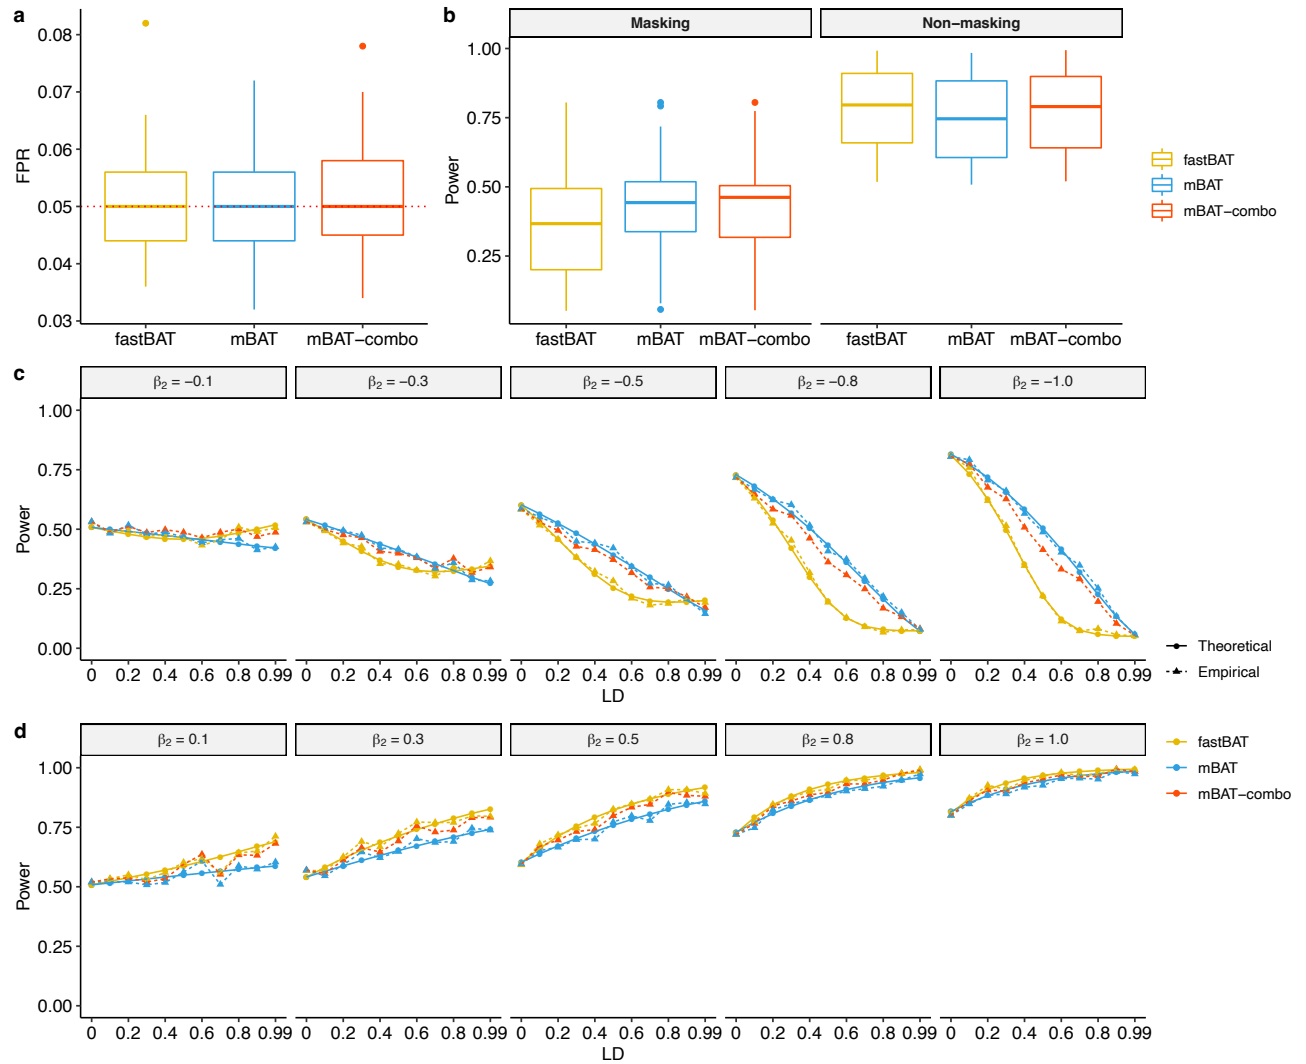 a
0.08
0.07
0.06
0.05
0.04
0.03
FPR
fastBAT mBAT mBAT−combo
b
Masking Non−masking
1.00
0.75
0.50
0.25
Power
fastBAT mBAT mBAT−combo fastBAT mBAT mBAT−combo
fastBAT
mBAT
mBAT−combo
c
β2 = −0.1 β2 = −0.3 β2 = −0.5 β2 = −0.8 β2 = −1.0
1.00
0.75
0.50
0.25
0.00
Power
0 0.2 0.4 0.6 0.8 0.99 0 0.2 0.4 0.6 0.8 0.99 0 0.2 0.4 0.6 0.8 0.99 0 0.2 0.4 0.6 0.8 0.99 0 0.2 0.4 0.6 0.8 0.99
LD
Theoretical
Empirical
d
β2 = 0.1 β2 = 0.3 β2 = 0.5 β2 = 0.8 β2 = 1.0
1.00
0.75
0.50
0.25
0.00
Power
0 0.2 0.4 0.6 0.8 0.99 0 0.2 0.4 0.6 0.8 0.99 0 0.2 0.4 0.6 0.8 0.99 0 0.2 0.4 0.6 0.8 0.99 0 0.2 0.4 0.6 0.8 0.99
LD
fastBAT
mBAT
mBAT−combo